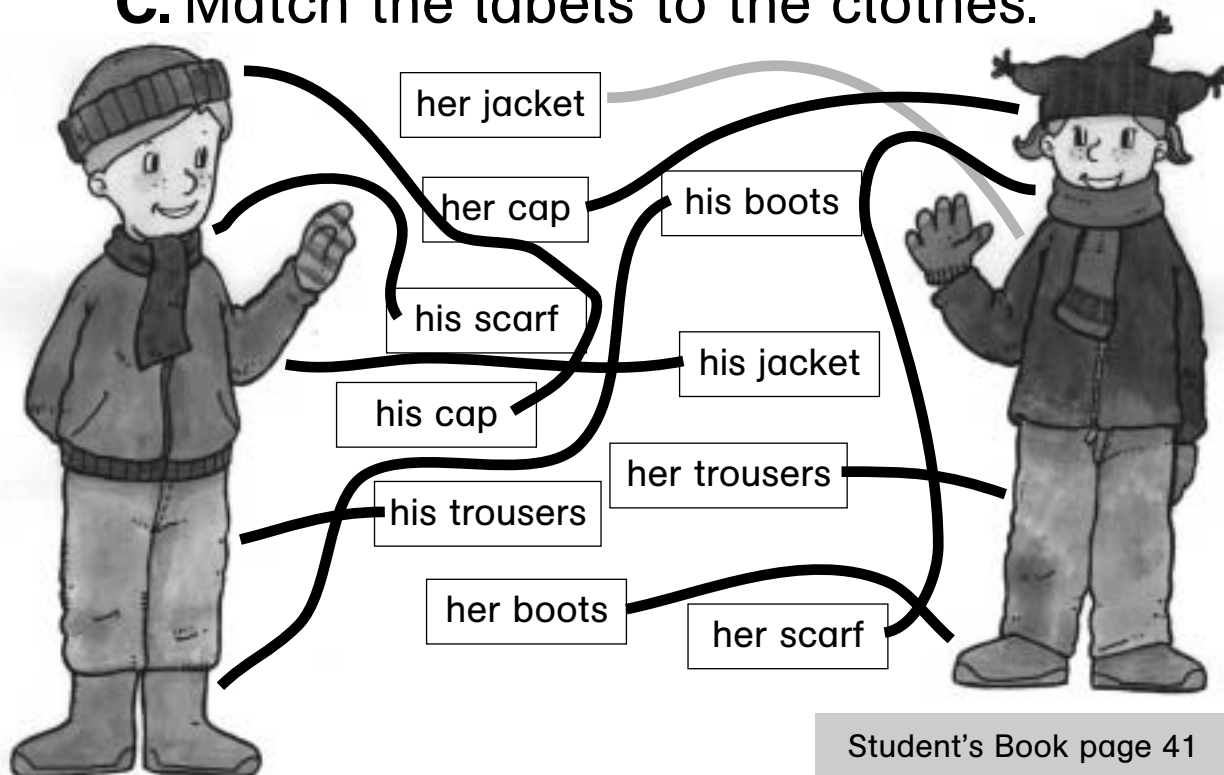 C. Match the labels to the clothes.
her jacket
her cap
his boots
his scarf
his jacket
his cap
her trousers
his trousers
her boots
her scarf
Student's Book page 41